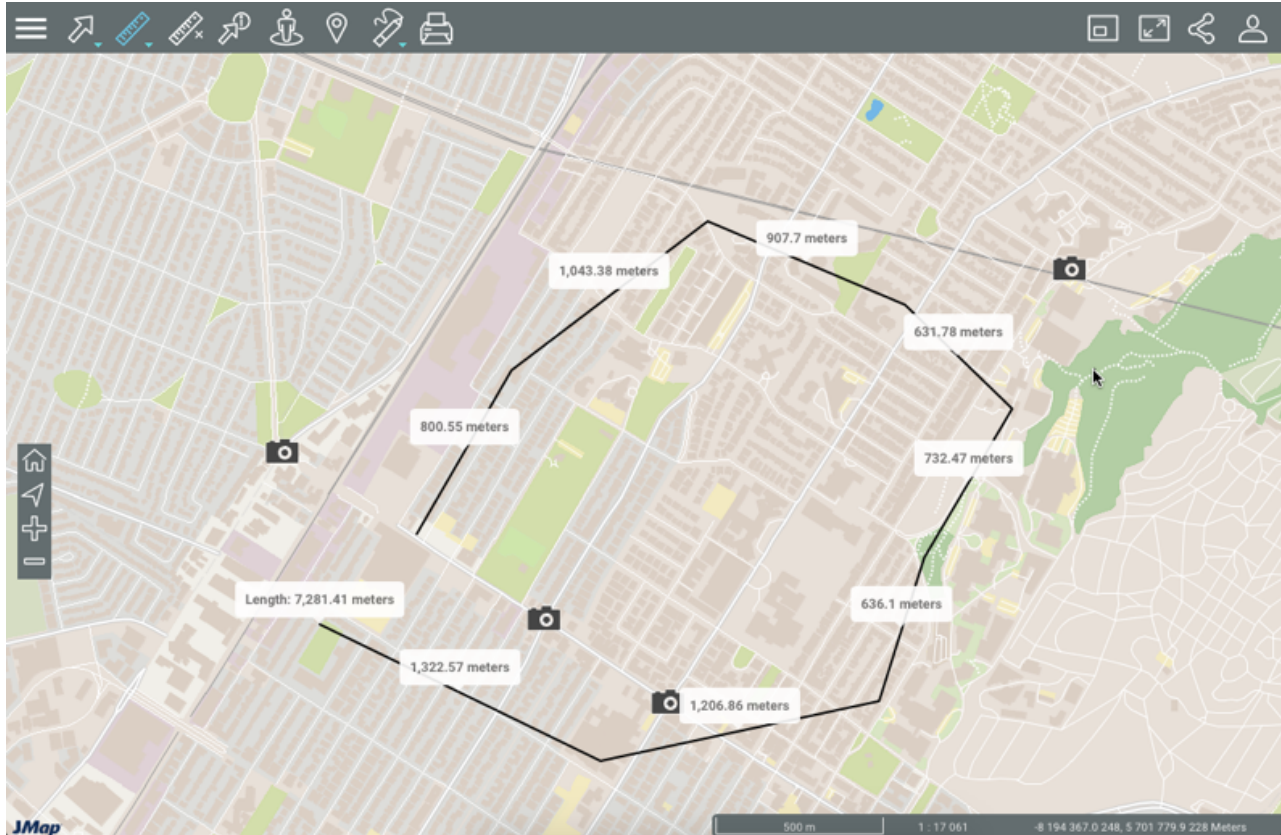 907.7 meters
1,043.38 meters
631.78 meters
800.55 meters
732.47 meters
Length: 7,281.41 meters
636.1 meters
1,322.57 meters
1,206.86 meters
JMap
500 m
1 : 17 061
-8 194 367.0 248, 5 701 779.9 228 Meters